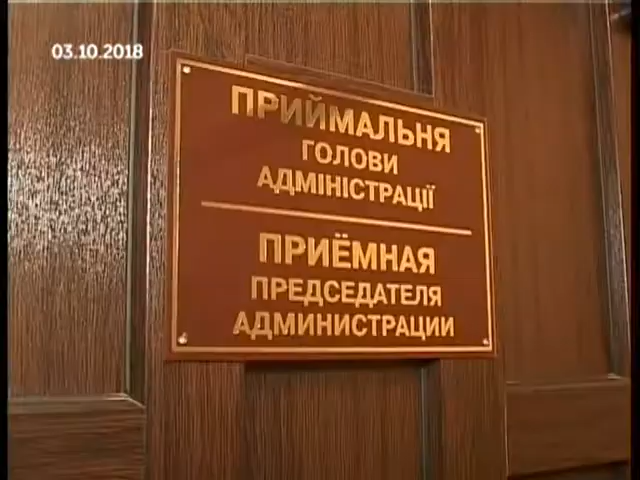 03.10.2018
ПРИЙМАЛЬНЯ
ГОЛОВИ
АДМІНІСТРАЦІЇ
ПРИЁМНАЯ
ПРЕДСЕДАТЕЛЯ
АДМИНИСТРАЦИИ